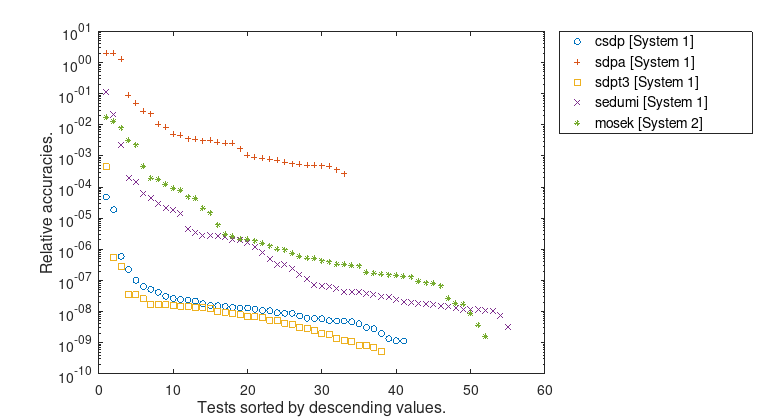 10^01
10^00
10^-01
10^-02
10^-03
10^-04
10^-05
10^-06
10^-07
10^-08
10^-09
10^-10
Relative accuracies.
0 10 20 30 40 50 60
Tests sorted by descending values.
csdp [System 1]
sdpa [System 1]
sdpt3 [System 1]
sedumi [System 1]
mosek [System 2]